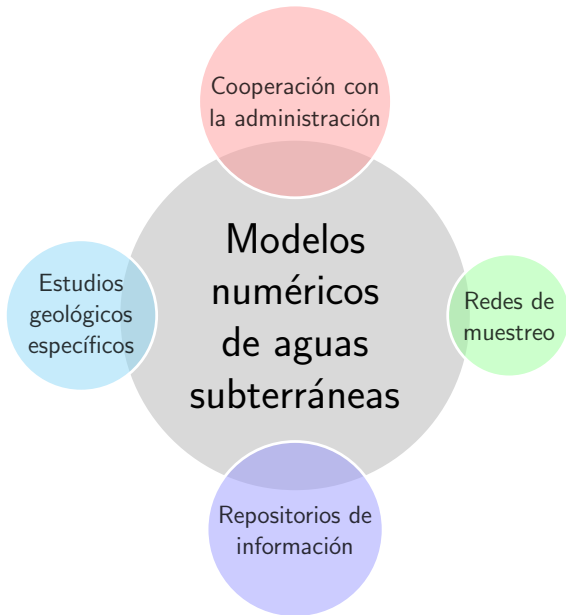 Cooperación con
la administración
Modelos
numéricos
de aguas
subterráneas
Estudios
geológicos
específicos
Redes de
muestreo
Repositorios de
información